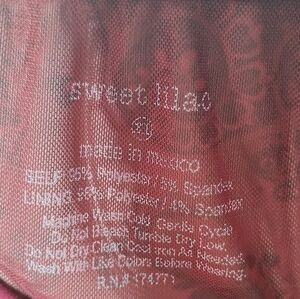 sweet lilac
made in mexico
SELF: 95% Polyester / 5% Spandex
LINING 96% Polyester / 4% Spandex
Machine Wash Cold Gentle Cycle
Do Not Bleach Tumble Dry Low.
Do Not Dry Clean Cool Iron As Needed
Wash With Like Colors Before Wearing.
R.N.#